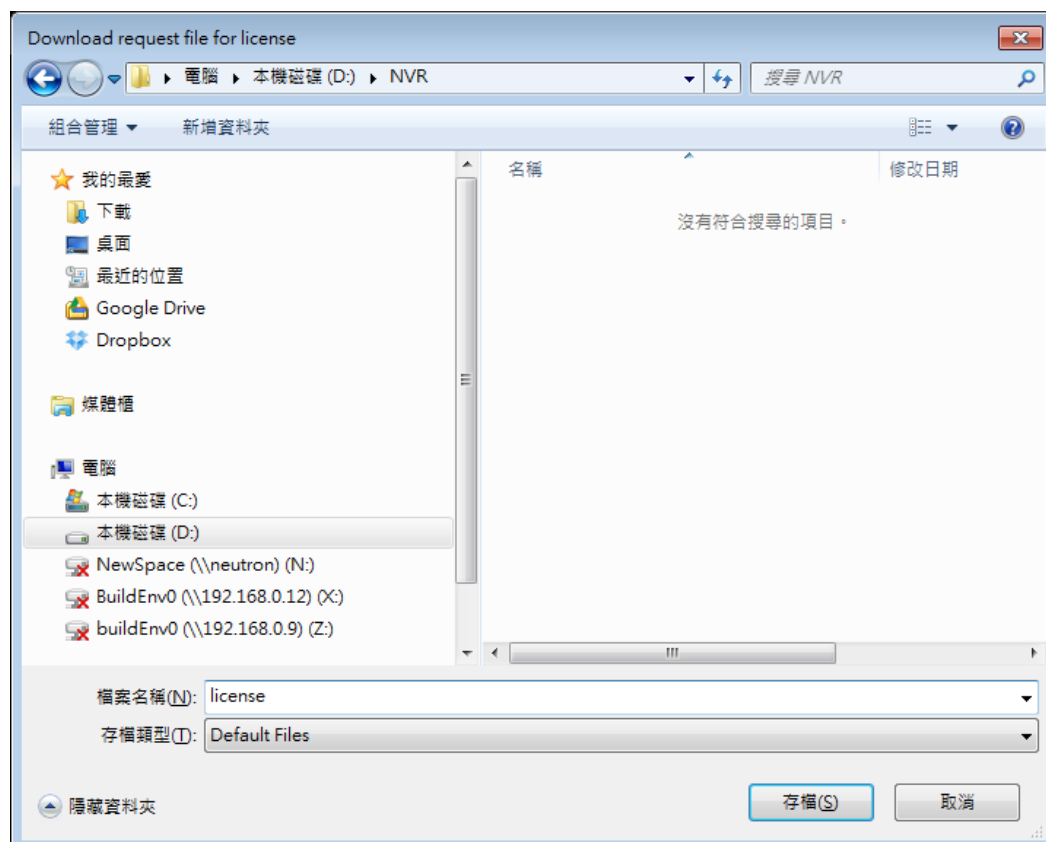 Download request file for license
電腦 ▸ 本機磁碟 (D:) ▸ NVR
搜尋 NVR
組合管理 ▼ 新增資料夾
名稱 修改日期
沒有符合搜尋的項目。
我的最愛
下載
桌面
最近的位置
Google Drive
Dropbox
媒體櫃
電腦
本機磁碟 (C:)
本機磁碟 (D:)
NewSpace (\\neutron) (N:)
BuildEnv0 (\\192.168.0.12) (X:)
buildEnv0 (\\192.168.0.9) (Z:)
檔案名稱(N): license
存檔類型(T): Default Files
隱藏資料夾
存檔(S) 取消